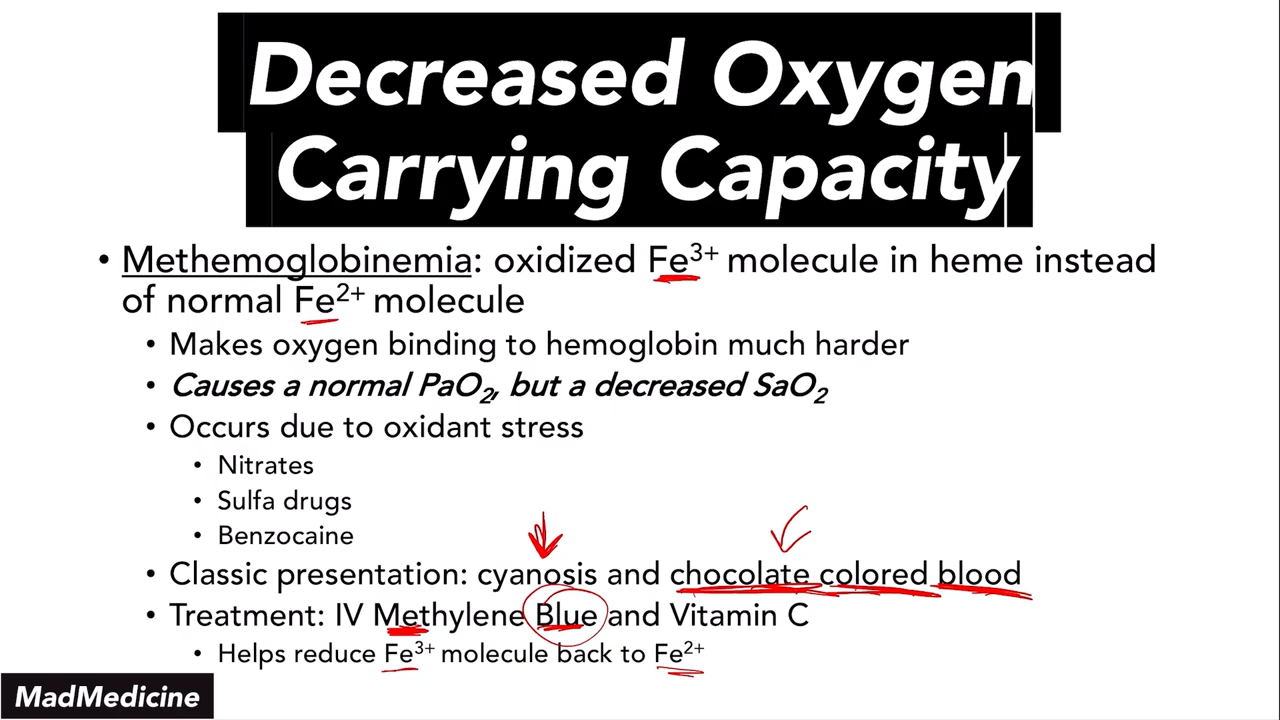 Decreased Oxygen
Carrying Capacity
• Methemoglobinemia: oxidized Fe³⁺ molecule in heme instead
of normal Fe²⁺ molecule
• Makes oxygen binding to hemoglobin much harder
• Causes a normal PaO₂, but a decreased SaO₂
• Occurs due to oxidant stress
• Nitrates
• Sulfa drugs
• Benzocaine
• Classic presentation: cyanosis and chocolate colored blood
• Treatment: IV Methylene Blue and Vitamin C
• Helps reduce Fe³⁺ molecule back to Fe²⁺
MadMedicine